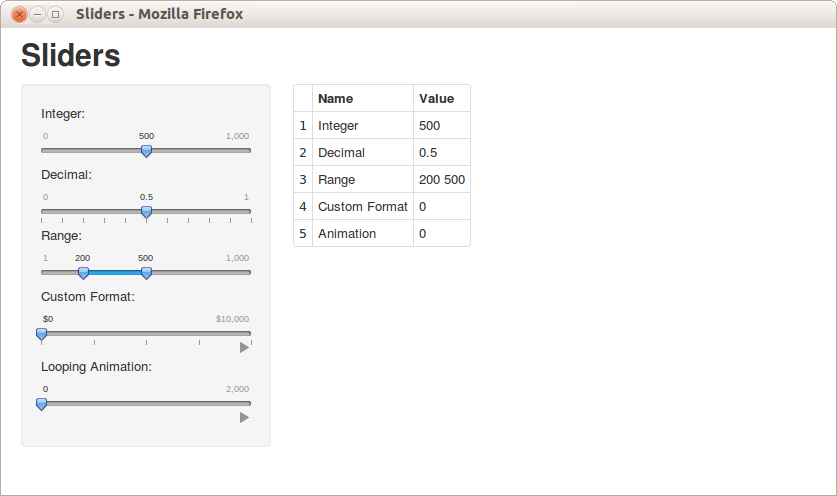 Sliders - Mozilla Firefox
Sliders
Integer:
0 500 1,000
Decimal:
0 0.5 1
Range:
1 200 500 1,000
Custom Format:
$0 $10,000
Looping Animation:
0 2,000
Name Value
1 Integer 500
2 Decimal 0.5
3 Range 200 500
4 Custom Format 0
5 Animation 0